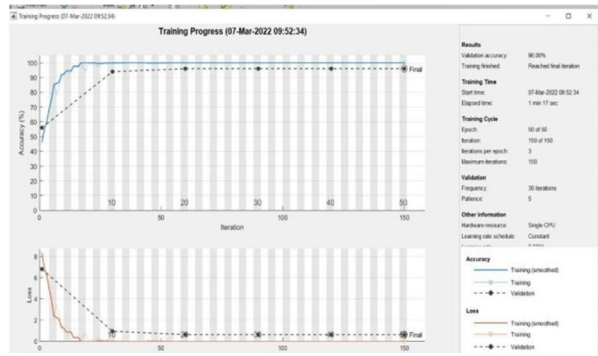 Training Progress (07-Mar-2022 09:52:34)
Training Progress (07-Mar-2022 09:52:34)
100
90
80
70
60
50
40
30
20
10
0
Accuracy (%)
10
20
30
40
50
Final
0
50
100
150
Iteration
8
6
4
2
0
Loss
10
20
30
40
50
Final
0
50
100
150
Results
Validation accuracy:
Training finished:
Reached final iteration
Training Time
Start time:
07-Mar-2022 09:52:34
Elapsed time:
1 min 17 sec
Training Cycle
Epoch:
50 of 50
Iteration:
150 of 150
Iterations per epoch:
3
Maximum iterations:
150
Validation
Frequency:
30 iterations
Patience:
5
Other Information
Hardware resource:
Single CPU
Learning rate schedule:
Constant
Accuracy
Training (smoothed)
Training
Validation
Loss
Training (smoothed)
Training
Validation